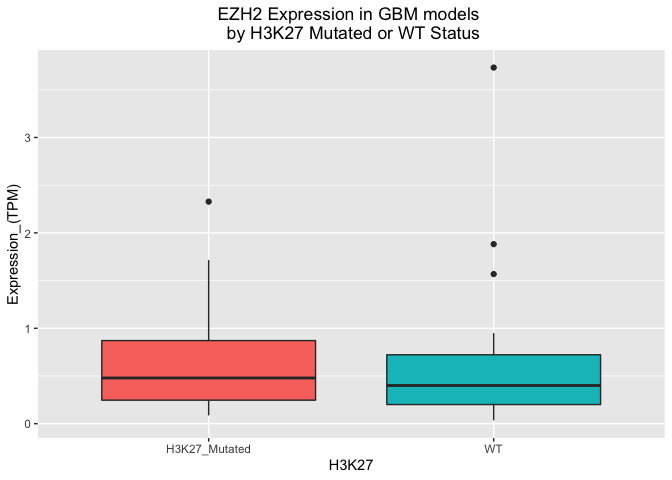 EZH2 Expression in GBM models
by H3K27 Mutated or WT Status
Expression_(TPM)
3
2
1
0
H3K27_Mutated
WT
H3K27